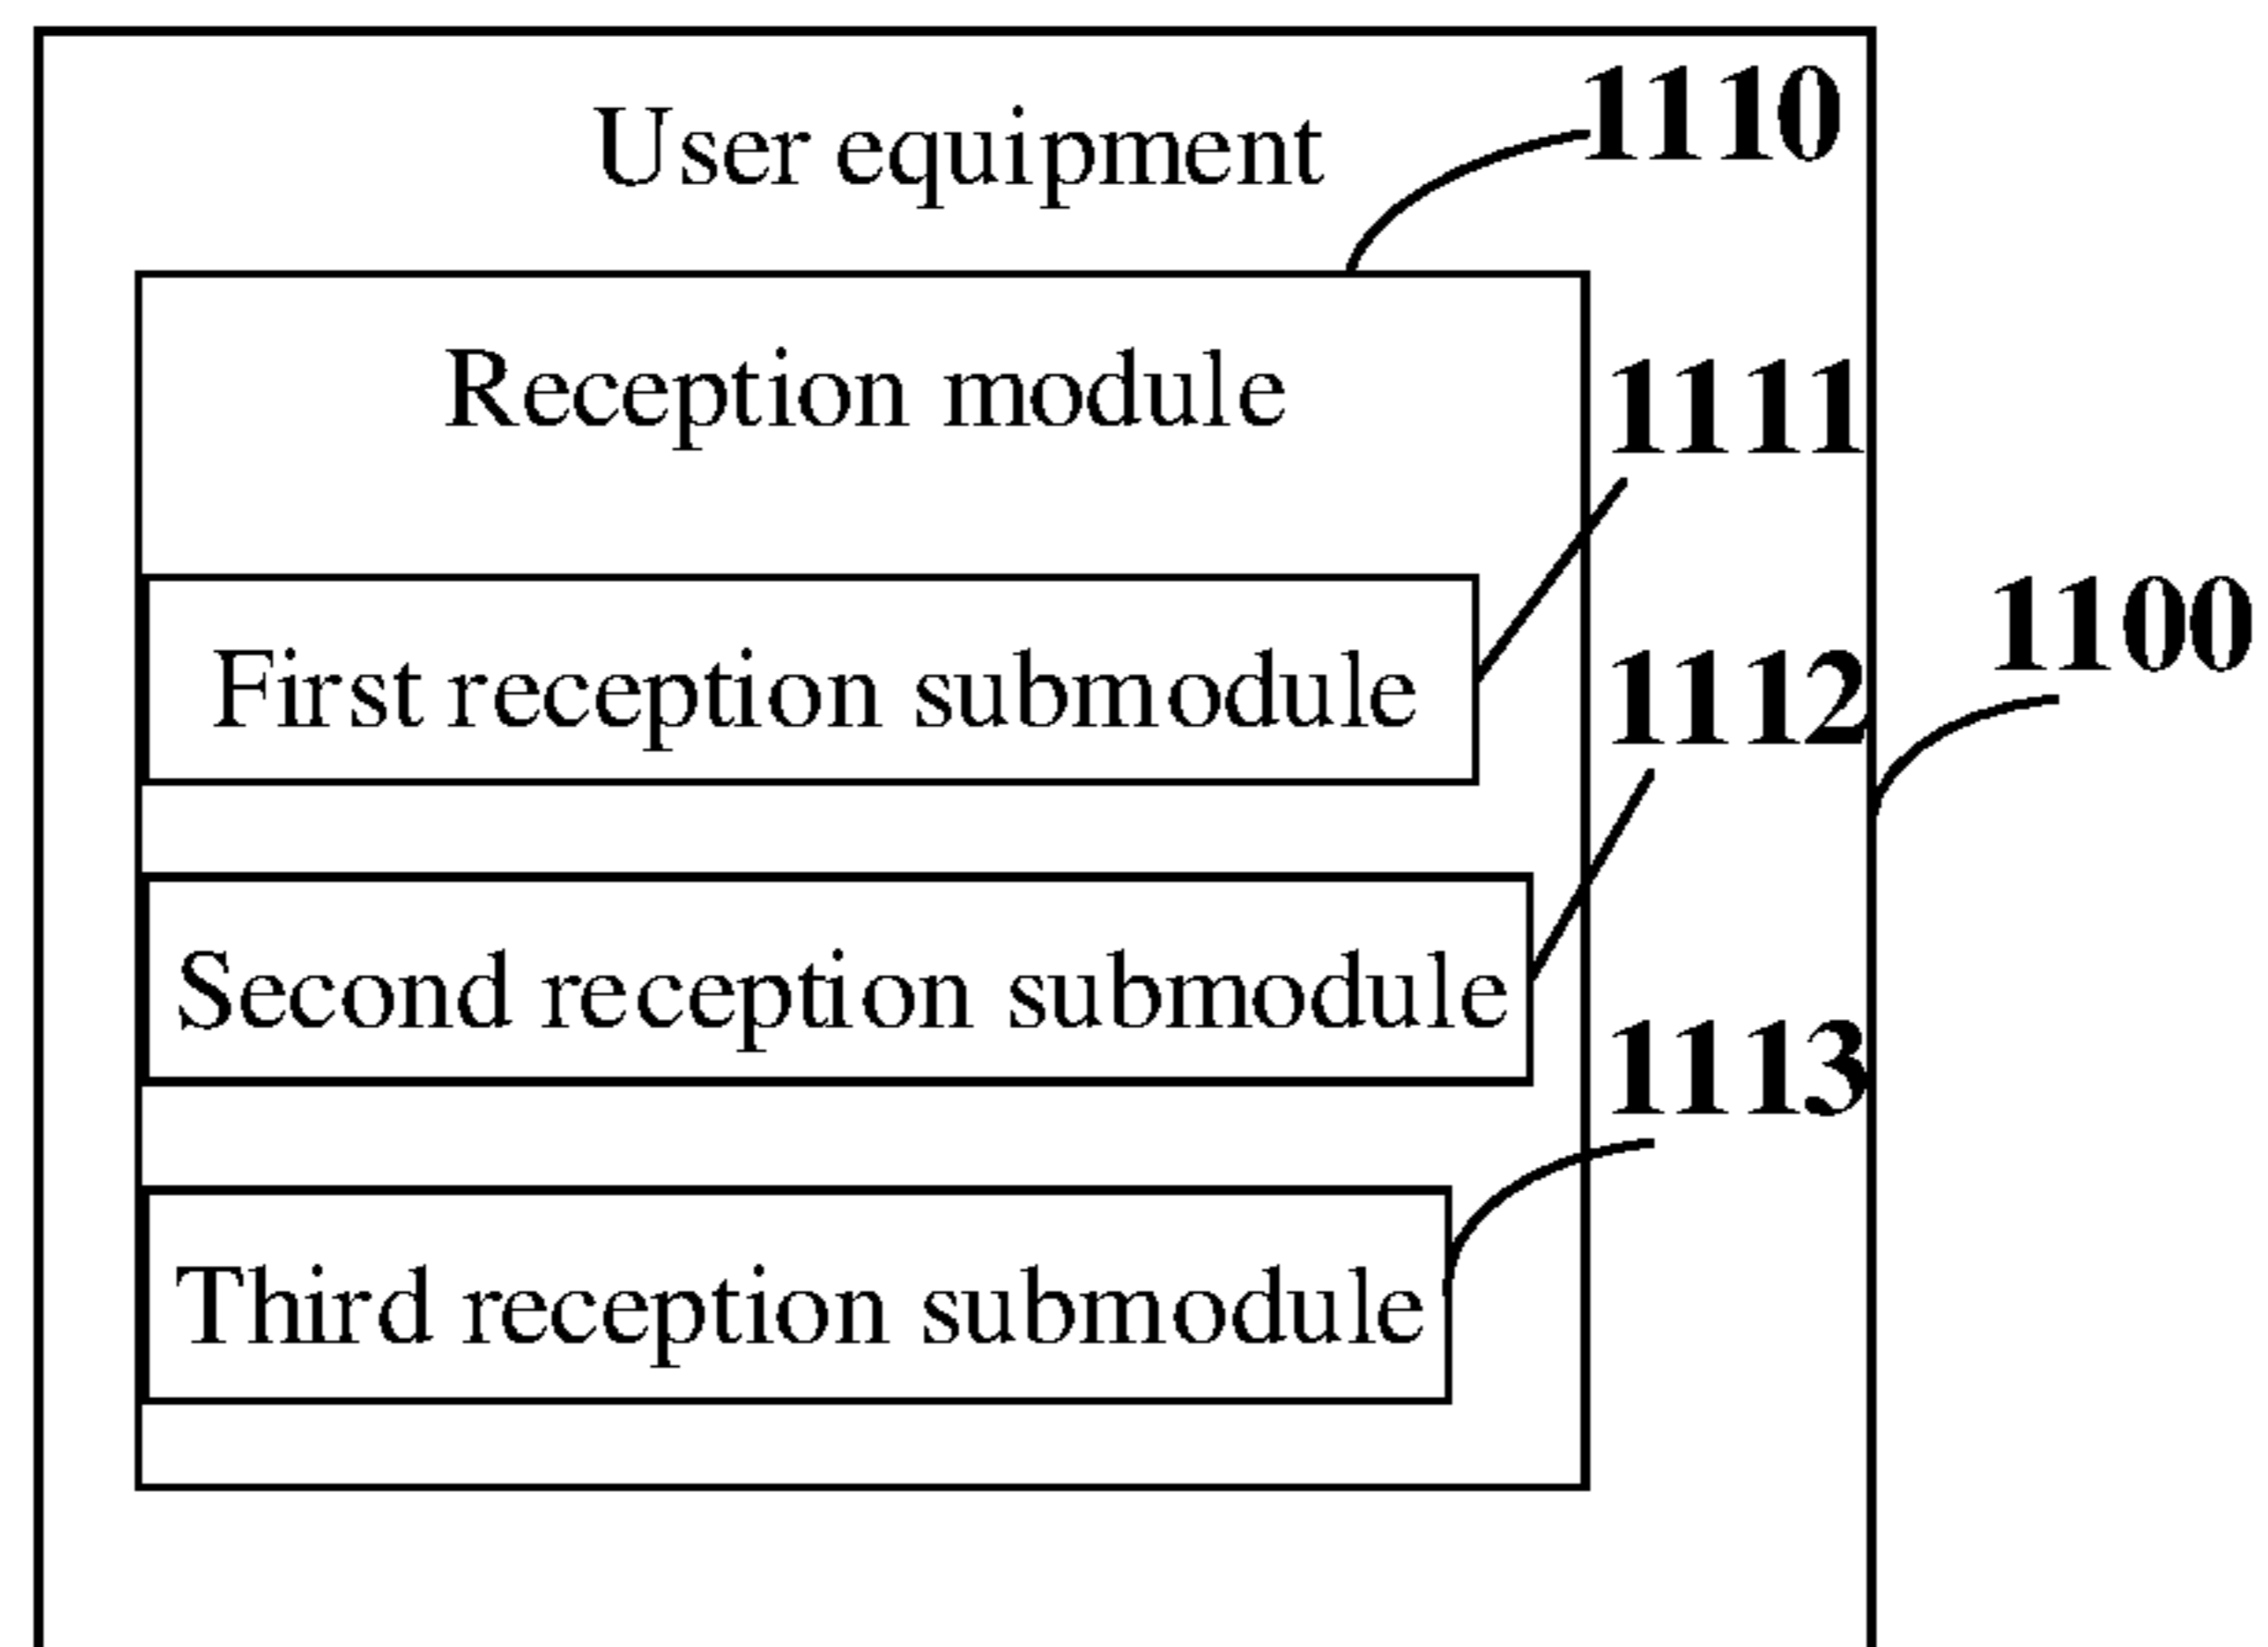 User equipment
1110
Reception module
1111
First reception submodule
1112
1100
Second reception submodule
1113
Third reception submodule